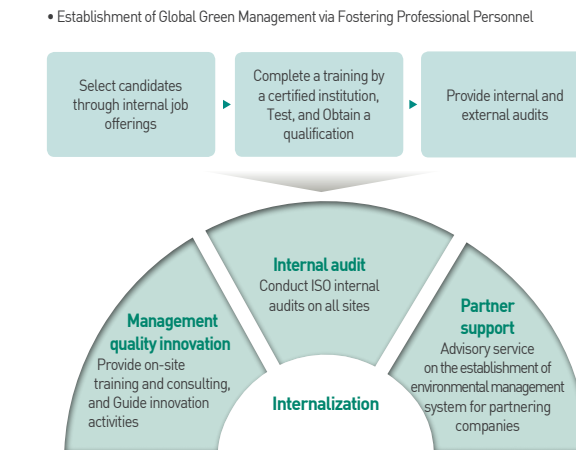 • Establishment of Global Green Management via Fostering Professional Personnel
Select candidates
through internal job
offerings
Complete a training by
a certified institution,
Test, and Obtain a
qualification
Provide internal and
external audits
Internal audit
Conduct ISO internal
audits on all sites
Management
quality innovation
Provide on-site
training and consulting,
and Guide innovation
activities
Partner
support
Advisory service
on the establishment of
environmental management
system for partnering
companies
Internalization